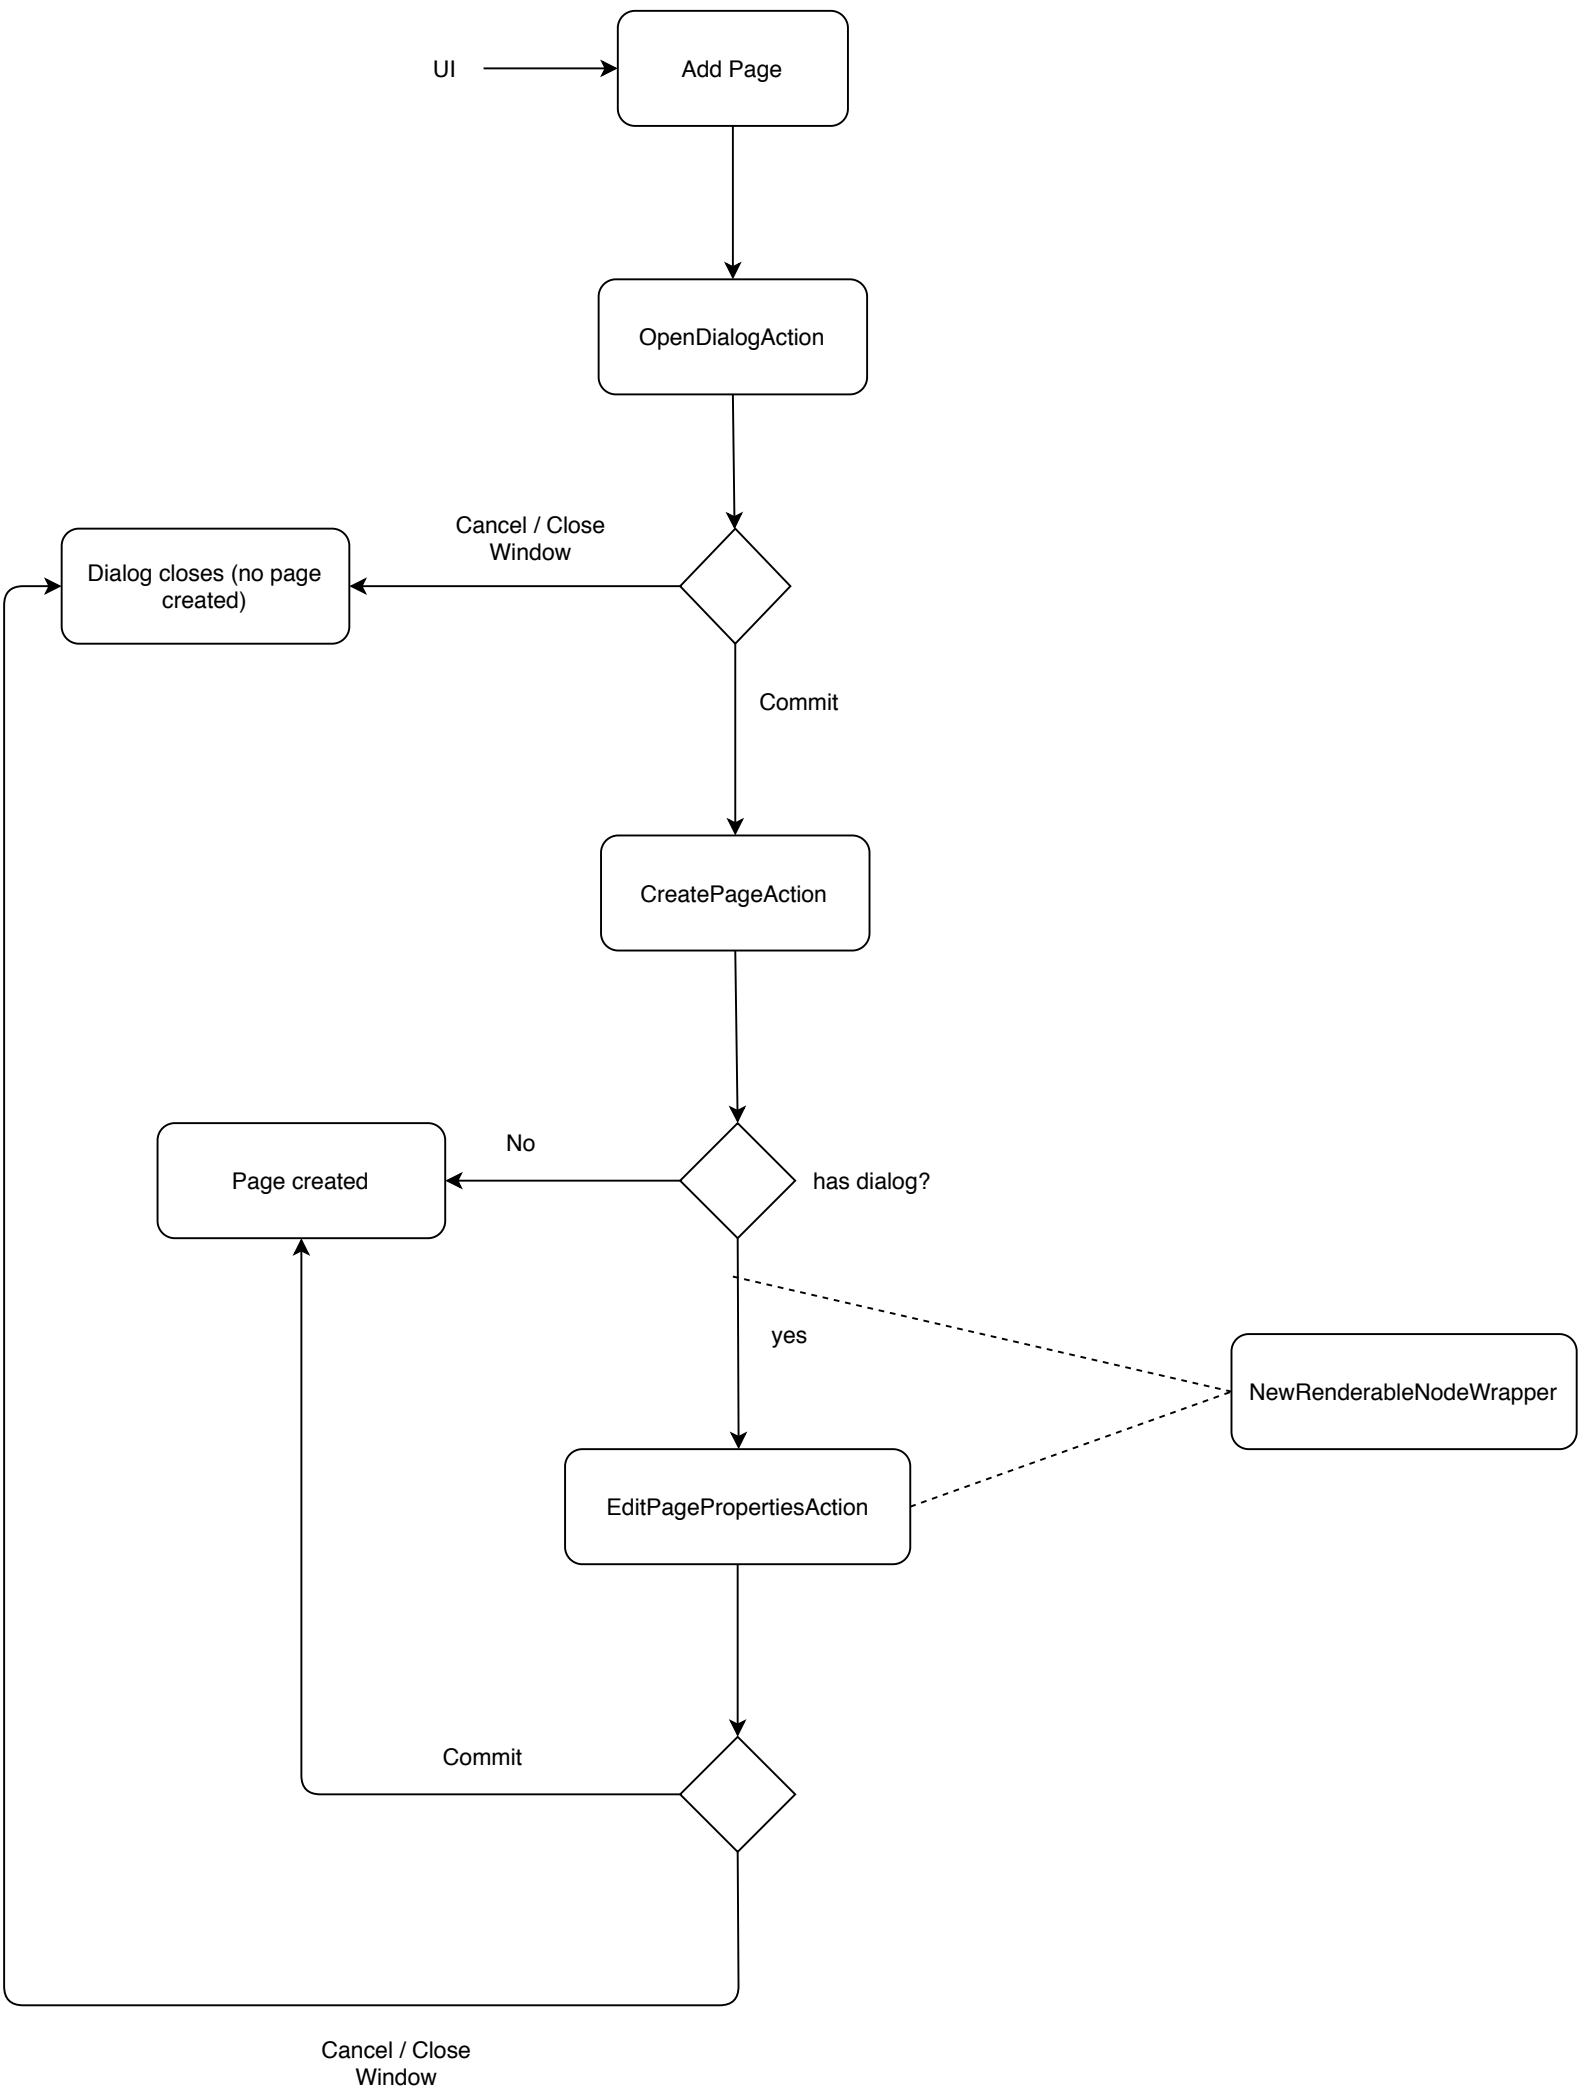 UI
Add Page
OpenDialogAction
Cancel / Close
Window
Dialog closes (no page
created)
Commit
CreatePageAction
No
Page created
has dialog?
yes
NewRenderableNodeWrapper
EditPagePropertiesAction
Commit
Cancel / Close
Window